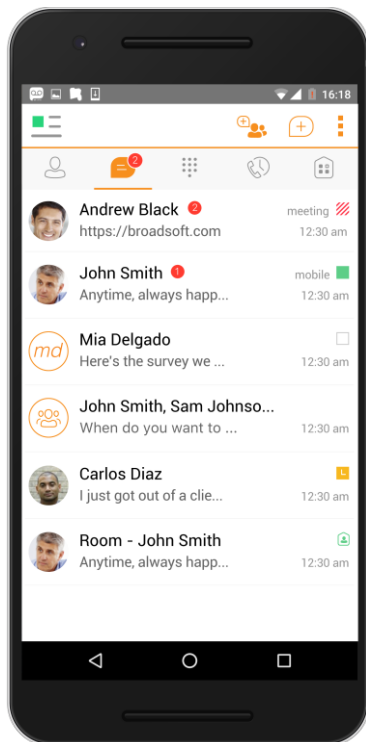 16:18
2
Andrew Black 2 meeting
https://broadsoft.com 12:30 am
John Smith 1 mobile
Anytime, always happ... 12:30 am
md
Mia Delgado
Here's the survey we ... 12:30 am
John Smith, Sam Johnso...
When do you want to ... 12:30 am
Carlos Diaz
I just got out of a clie... 12:30 am
Room - John Smith
Anytime, always happ... 12:30 am